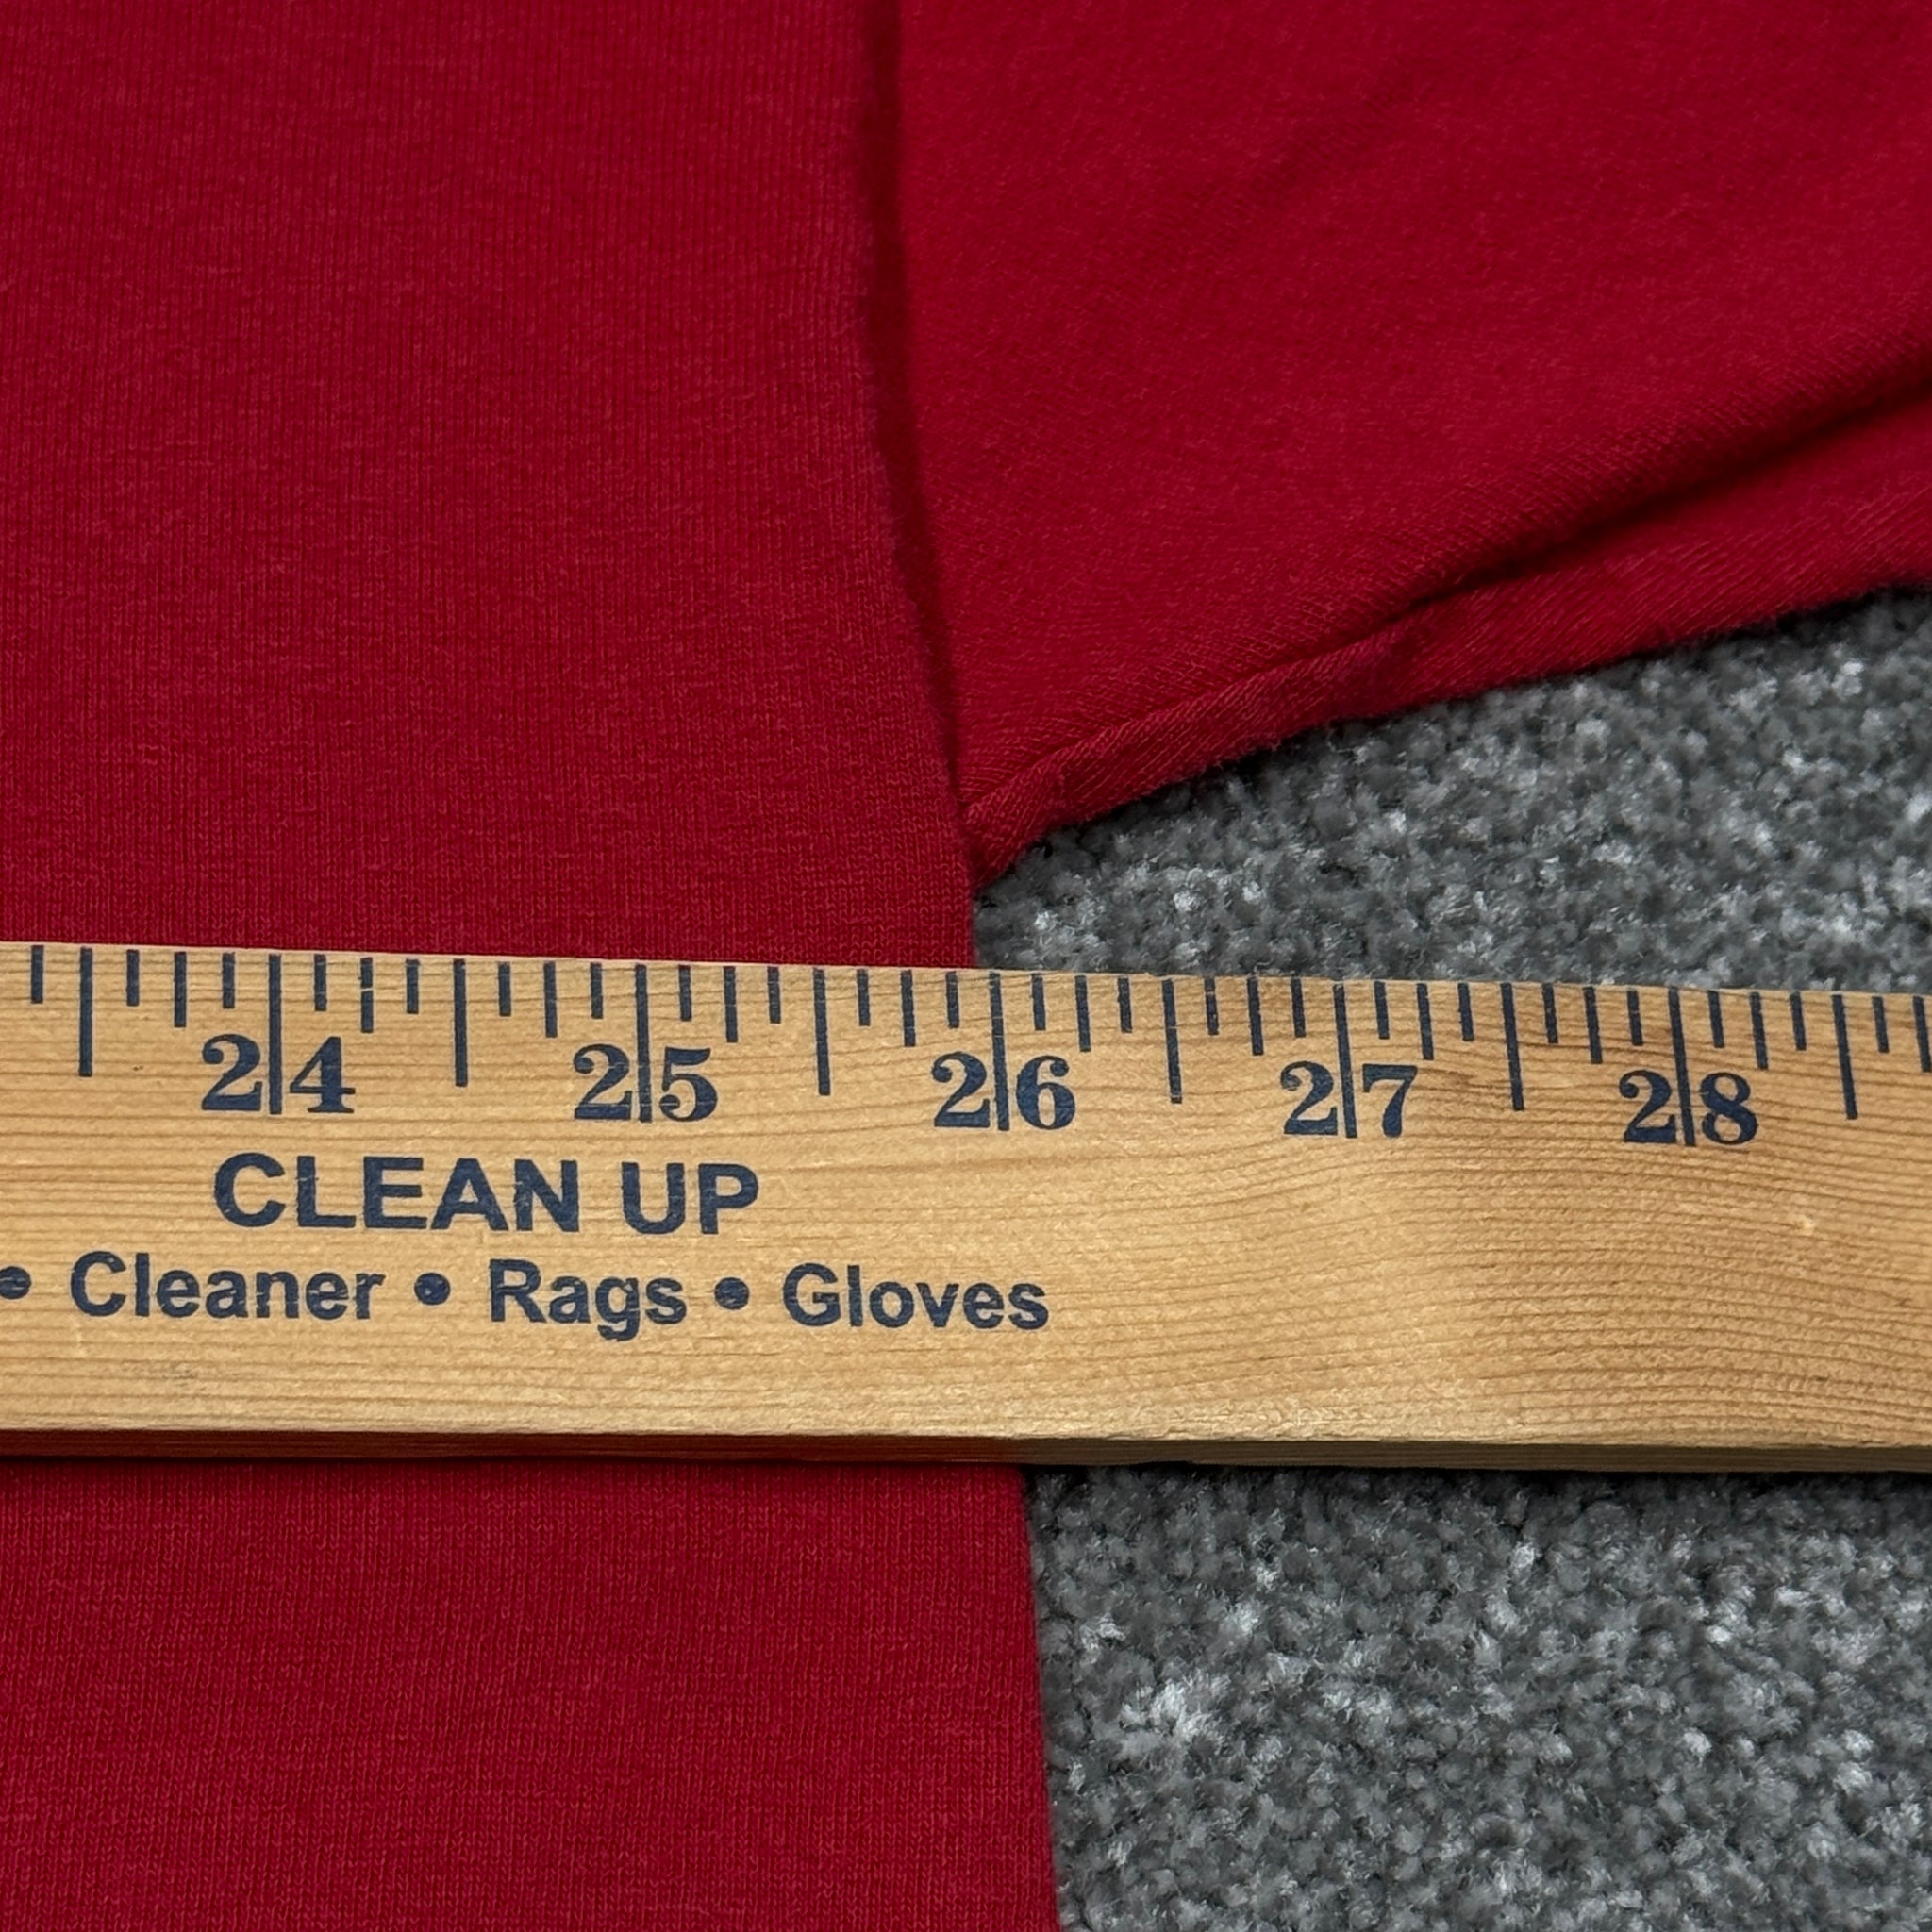 24 25 26 27 28
CLEAN UP
• Cleaner • Rags • Gloves